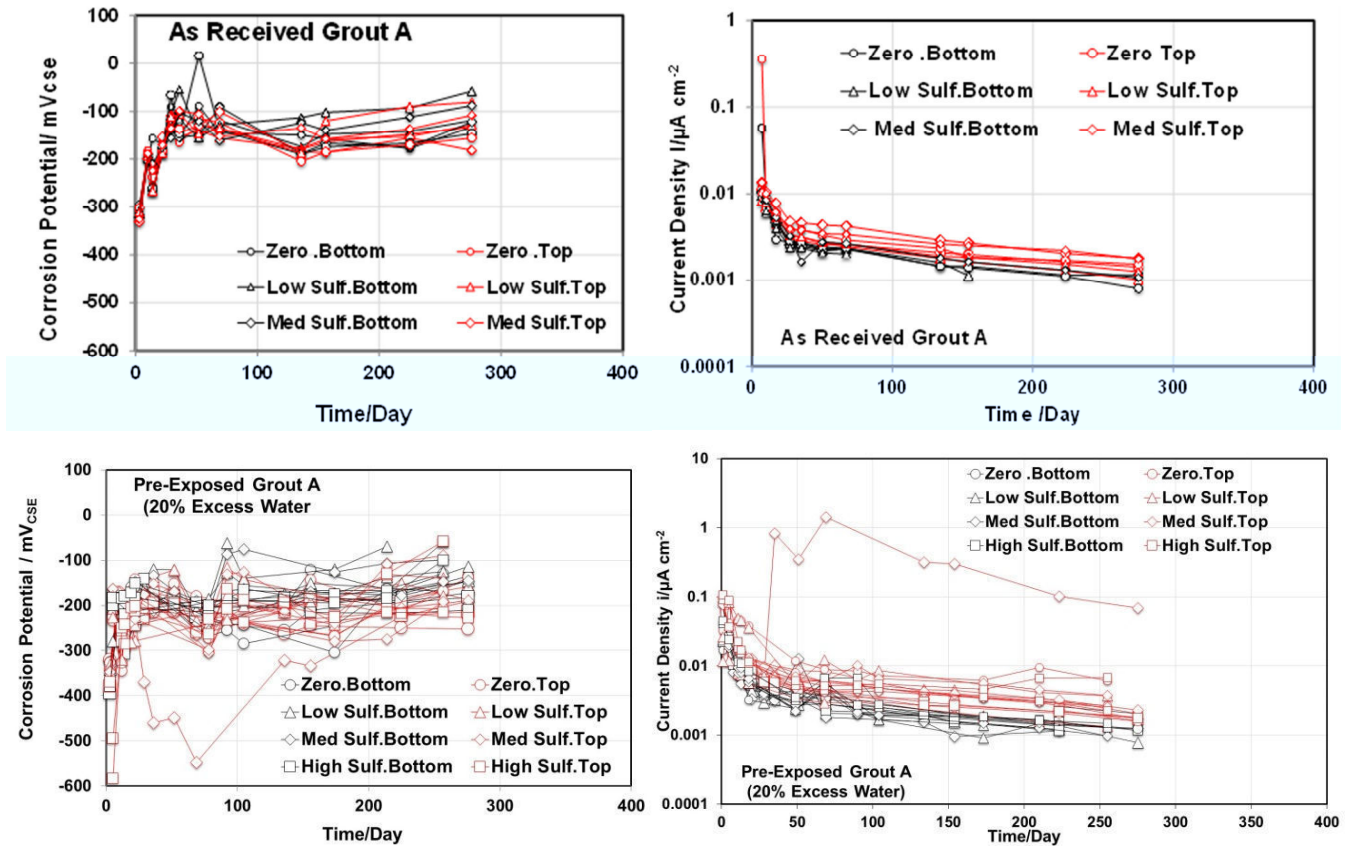 As Received Grout A
Corrosion Potential/ mVcse
100
0
-100
-200
-300
-400
-500
-600
Zero .Bottom
Zero .Top
Low Sulf.Bottom
Low Sulf.Top
Med Sulf.Bottom
Med Sulf.Top
0
100
200
300
400
Time/Day
Current Density I/µA cm-2
1
0.1
0.01
0.001
0.0001
Zero .Bottom
Zero Top
Low Sulf.Bottom
Low Sulf.Top
Med Sulf.Bottom
Med Sulf.Top
As Received Grout A
100
200
300
400
Time /Day
Pre-Exposed Grout A
(20% Excess Water
Corrosion Potential / mVCSE
100
0
-100
-200
-300
-400
-500
-600
Zero.Bottom
Zero.Top
Low Sulf.Bottom
Low Sulf.Top
Med Sulf.Bottom
Med Sulf.Top
High Sulf.Bottom
High Sulf.Top
0
100
200
300
400
Time/Day
Current Density i/µA cm-2
10
1
0.1
0.01
0.001
0.0001
Zero .Bottom
Zero.Top
Low Sulf.Bottom
Low Sulf.Top
Med Sulf.Bottom
Med Sulf.Top
High Sulf.Bottom
High Sulf.Top
Pre-Exposed Grout A
(20% Excess Water)
0
50
100
150
200
250
300
350
400
Time/Day